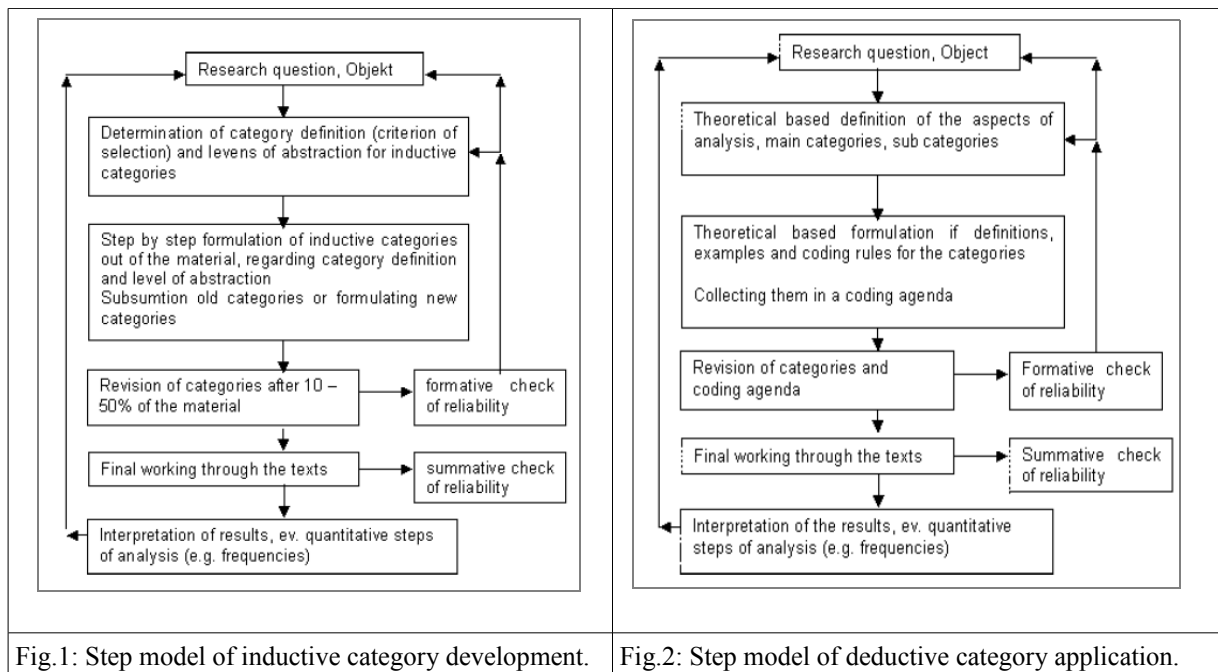 Research question, Objekt
Determination of category definition (criterion of
selection) and levens of abstraction for inductive
categories
Step by step formulation of inductive categories
out of the material, regarding category definition
and level of abstraction
Subsumtion old categories or formulating new
categories
Revision of categories after 10 –
50% of the material
formative check
of reliability
Final working through the texts
summative check
of reliability
Interpretation of results, ev. quantitative steps
of analysis (e.g. frequencies)
Fig.1: Step model of inductive category development.
Research question, Object
Theoretical based definition of the aspects of
analysis, main categories, sub categories
Theoretical based formulation if definitions,
examples and coding rules for the categories
Collecting them in a coding agenda
Revision of categories and
coding agenda
Formative check
of reliability
Final working through the texts
Summative check
of reliability
Interpretation of the results, ev. quantitative
steps of analysis (e.g. frequencies)
Fig.2: Step model of deductive category application.